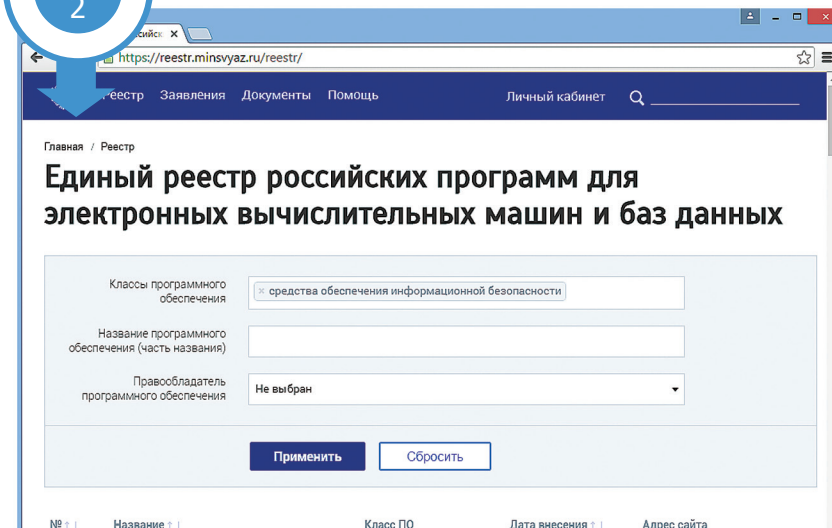 2
сийск
https://reestr.minsvyaz.ru/reestr/
Реестр Заявления Документы Помощь Личный кабинет
Главная / Реестр
Единый реестр российских программ для
электронных вычислительных машин и баз данных
Классы программного
обеспечения
× средства обеспечения информационной безопасности
Название программного
обеспечения (часть названия)
Правообладатель
программного обеспечения
Не выбран
Применить Сбросить
№ ↑↓ Название ↑↓ Класс ПО Дата внесения ↑↓ Адрес сайта